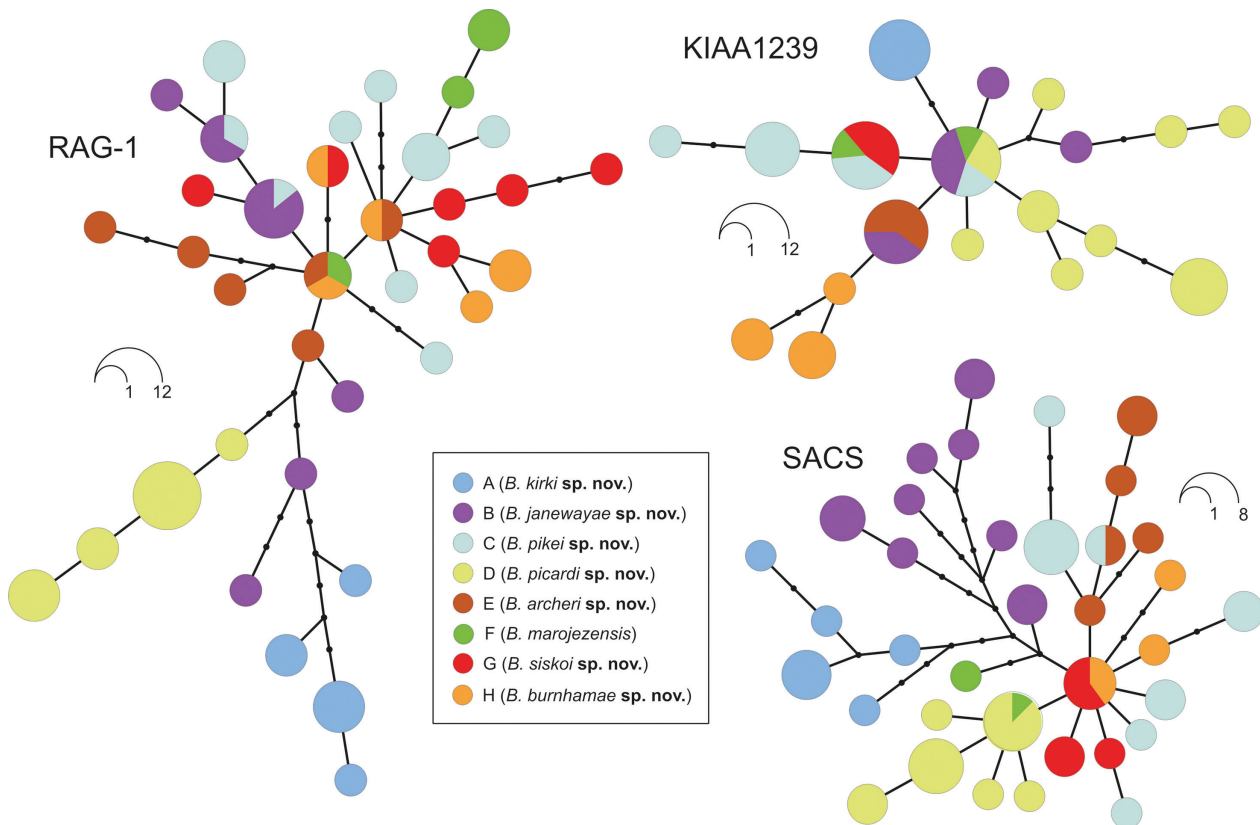 RAG-1
1 12
KIAA1239
1 12
SACS
1 8
A (B. kirki sp. nov.)
B (B. janewayae sp. nov.)
C (B. pikei sp. nov.)
D (B. picardi sp. nov.)
E (B. archeri sp. nov.)
F (B. marojezensis)
G (B. siskoi sp. nov.)
H (B. burnhamae sp. nov.)